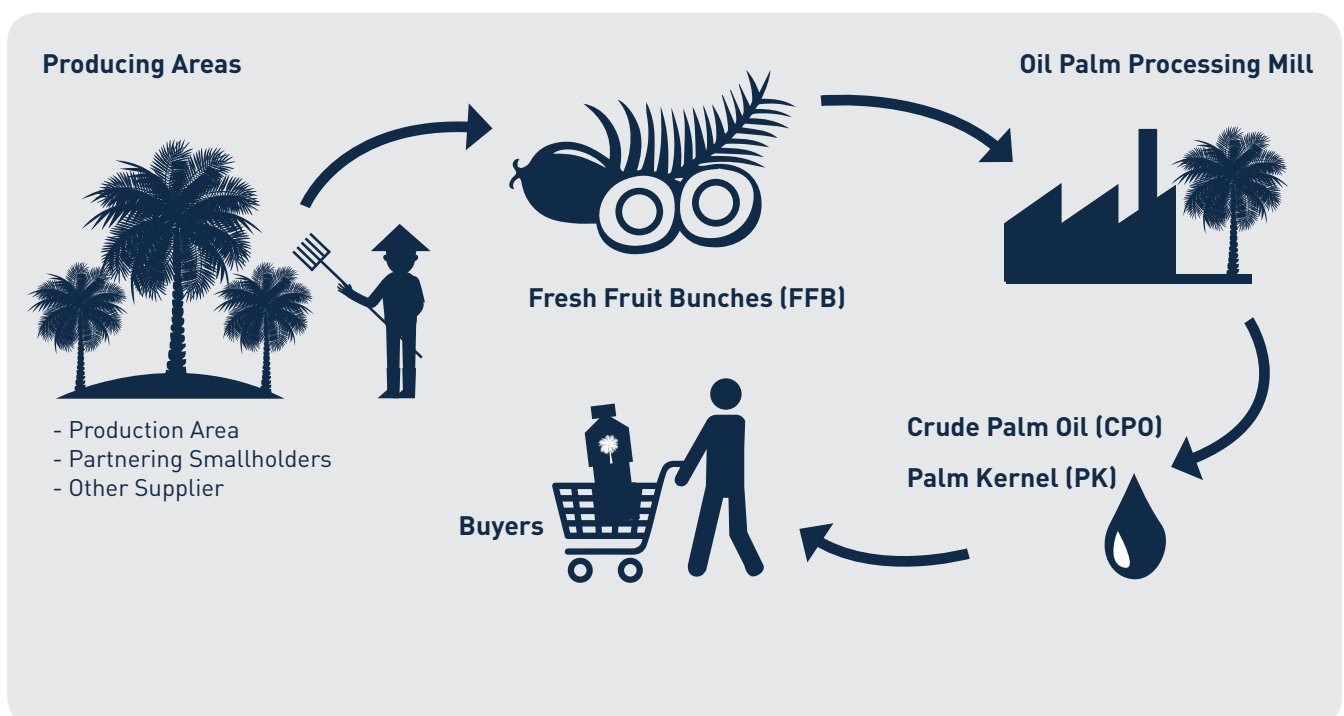 Producing Areas
Oil Palm Processing Mill
Fresh Fruit Bunches (FFB)
- Production Area
- Partnering Smallholders
- Other Supplier
Crude Palm Oil (CPO)
Palm Kernel (PK)
Buyers